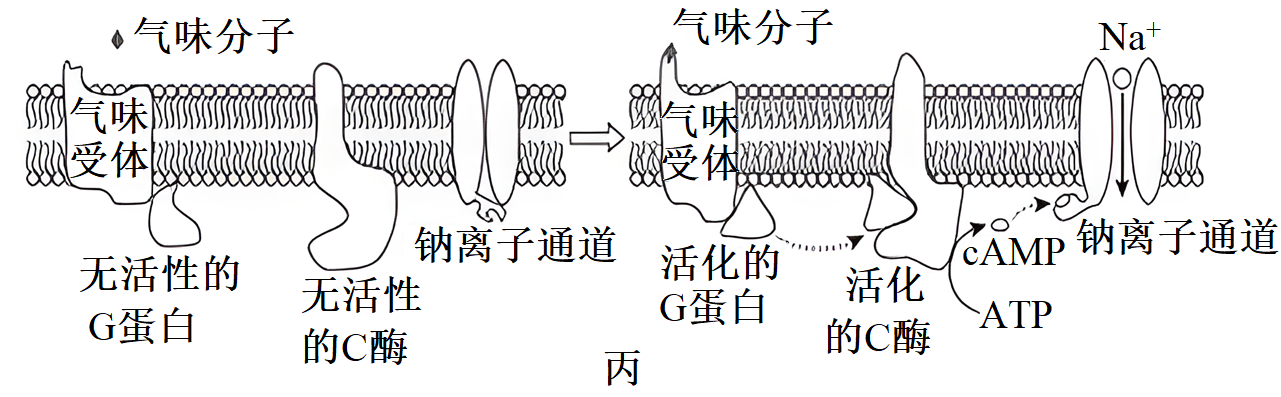 气味分子
气味
受体
无活性的
G蛋白
无活性
的C酶
钠离子通道
气味分子
气味
受体
活化的
G蛋白
活化
的C酶
cAMP
ATP
Na⁺
钠离子通道
丙